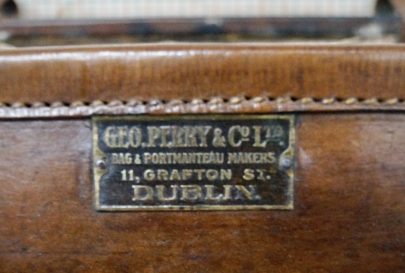 GEO. PERRY & CO LTD
BAG & PORTMANTEAU MAKERS
11, GRAFTON ST.
DUBLIN.